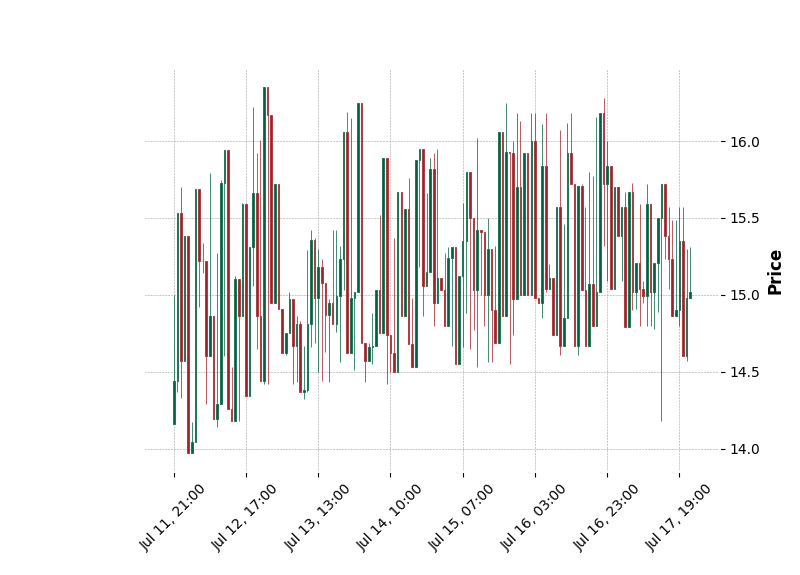 16.0
15.5
15.0
14.5
14.0
Price
Jul 11, 21:00
Jul 12, 17:00
Jul 13, 13:00
Jul 14, 10:00
Jul 15, 07:00
Jul 16, 03:00
Jul 16, 23:00
Jul 17, 19:00